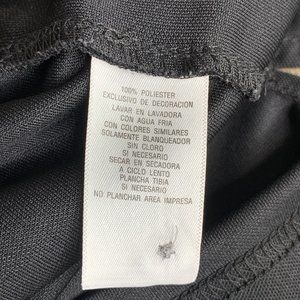 100% POLIESTER
EXCLUSIVO DE DECORACION
LAVAR EN LAVADORA
CON AGUA FRIA
CON COLORES SIMILARES
SOLAMENTE BLANQUEADOR
SIN CLORO
SI NECESARIO
SECAR EN SECADORA
A CICLO LENTO
PLANCHA TIBIA
SI NECESARIO
NO PLANCHAR AREA IMPRESA